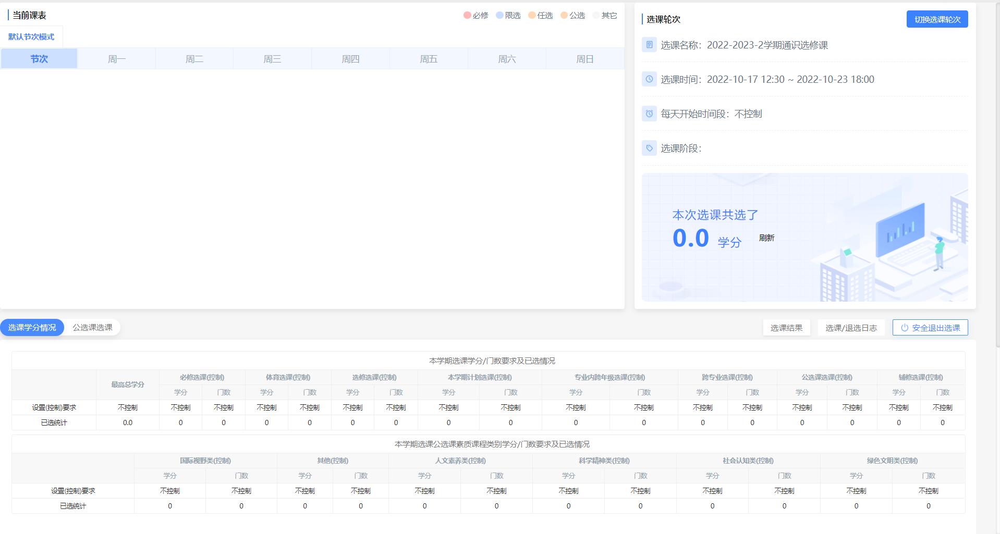 当前课表
必修 限选 任选 公选 其它
默认节次模式
节次 周一 周二 周三 周四 周五 周六 周日
选课轮次
切换选课轮次
选课名称：2022-2023-2学期通识选修课
选课时间：2022-10-17 12:30 ~ 2022-10-23 18:00
每天开始时间段：不控制
选课阶段：
本次选课共选了
0.0 学分 刷新
选课学分情况 公选课选课 选课结果 选课/退选日志 安全退出选课
本学期选课学分/门数要求及已选情况
最高总学分 必修选课(控制) 体育选课(控制) 选修选课(控制) 本学期计划选课(控制) 专业内跨年级选课(控制) 跨专业选课(控制) 公选课选课(控制) 辅修选课(控制)
学分 门数 学分 门数 学分 门数 学分 门数 学分 门数 学分 门数 学分 门数 学分 门数
设置(控制)要求 不控制 不控制 不控制 不控制 不控制 不控制 不控制 不控制 不控制 不控制 不控制 不控制 不控制 不控制 不控制 不控制 不控制
已选统计 0.0 0 0 0 0 0 0 0 0 0 0 0 0 0 0 0 0
本学期选课公选课素质课程类别学分/门数要求及已选情况
国际视野类(控制) 其他(控制) 人文素养类(控制) 科学精神类(控制) 社会认知类(控制) 绿色文明类(控制)
学分 门数 学分 门数 学分 门数 学分 门数 学分 门数 学分 门数
设置(控制)要求 不控制 不控制 不控制 不控制 不控制 不控制 不控制 不控制 不控制 不控制 不控制 不控制
已选统计 0 0 0 0 0 0 0 0 0 0 0 0